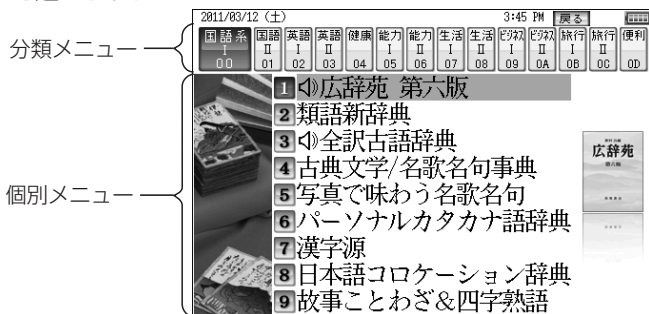 2011/03/12 (土) 3:45 PM 戻る
分類メニュー
国語系 国語 英語 英語 健康 能力 能力 生活 生活 ビジネス ビジネス 旅行 旅行 便利
I II I II I II I II I II I II
00 01 02 03 04 05 06 07 08 09 0A 0B 0C 0D
個別メニュー
1 広辞苑 第六版
2 類語新辞典
3 全訳古語辞典
4 古典文学/名歌名句事典
5 写真で味わう名歌名句
6 パーソナルカタカナ語辞典
7 漢字源
8 日本語コロケーション辞典
9 故事ことわざ&四字熟語
広辞苑
第六版